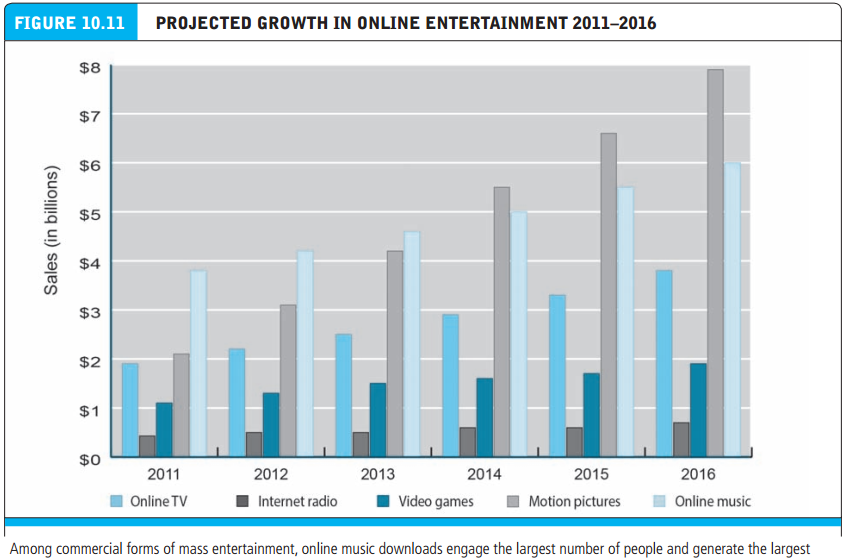 FIGURE 10.11 PROJECTED GROWTH IN ONLINE ENTERTAINMENT 2011–2016
$8
$7
$6
$5
$4
$3
$2
$1
$0
Sales (in billions)
2011 2012 2013 2014 2015 2016
Online TV Internet radio Video games Motion pictures Online music
Among commercial forms of mass entertainment, online music downloads engage the largest number of people and generate the largest